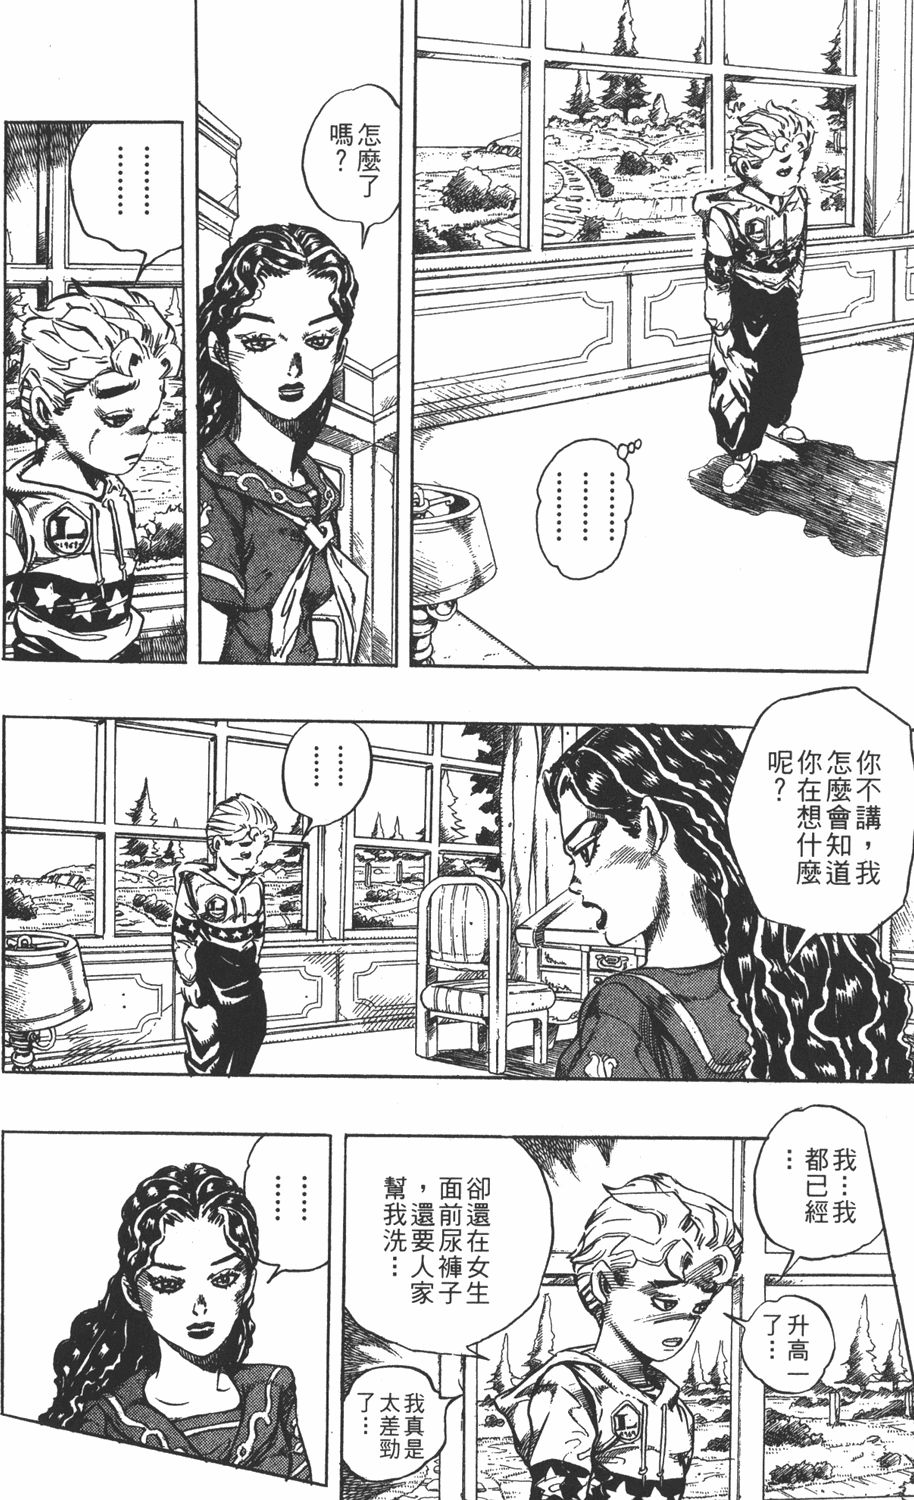 ………
怎麼了
嗎？
……
L
1969
你不講，我
怎麼會知道
你在想什麼
呢？
……
我…我
都已經
…
升高一
了…
卻還在女生
面前尿褲子
，還要人家
幫我洗…
我真是
太差勁
了…
……